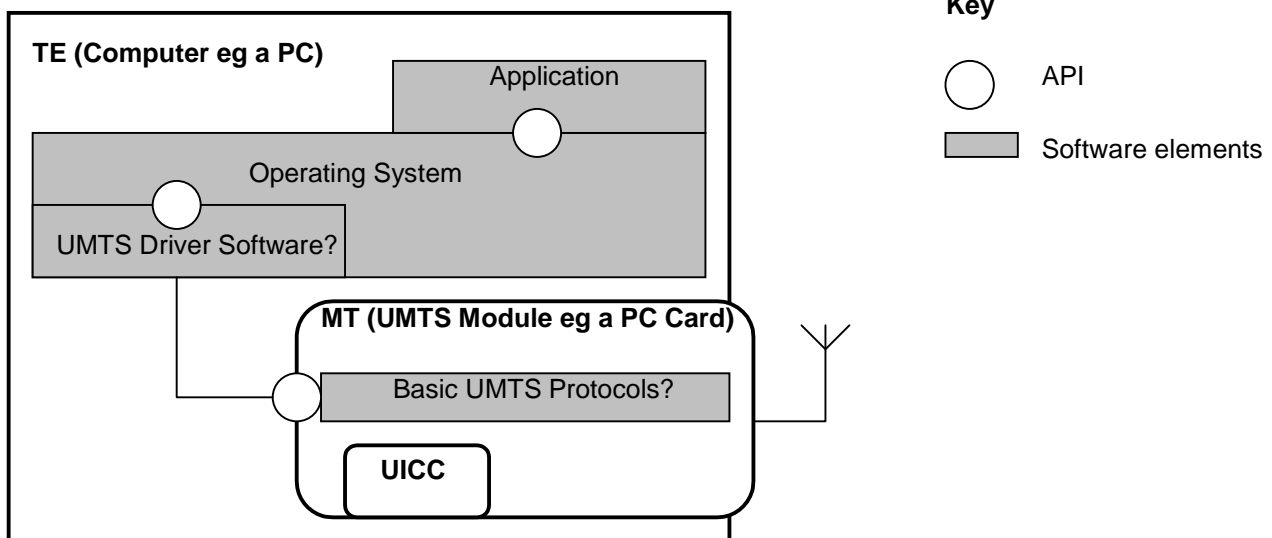 Key
TE (Computer eg a PC)
Application
API
Software elements
Operating System
UMTS Driver Software?
MT (UMTS Module eg a PC Card)
Basic UMTS Protocols?
UICC